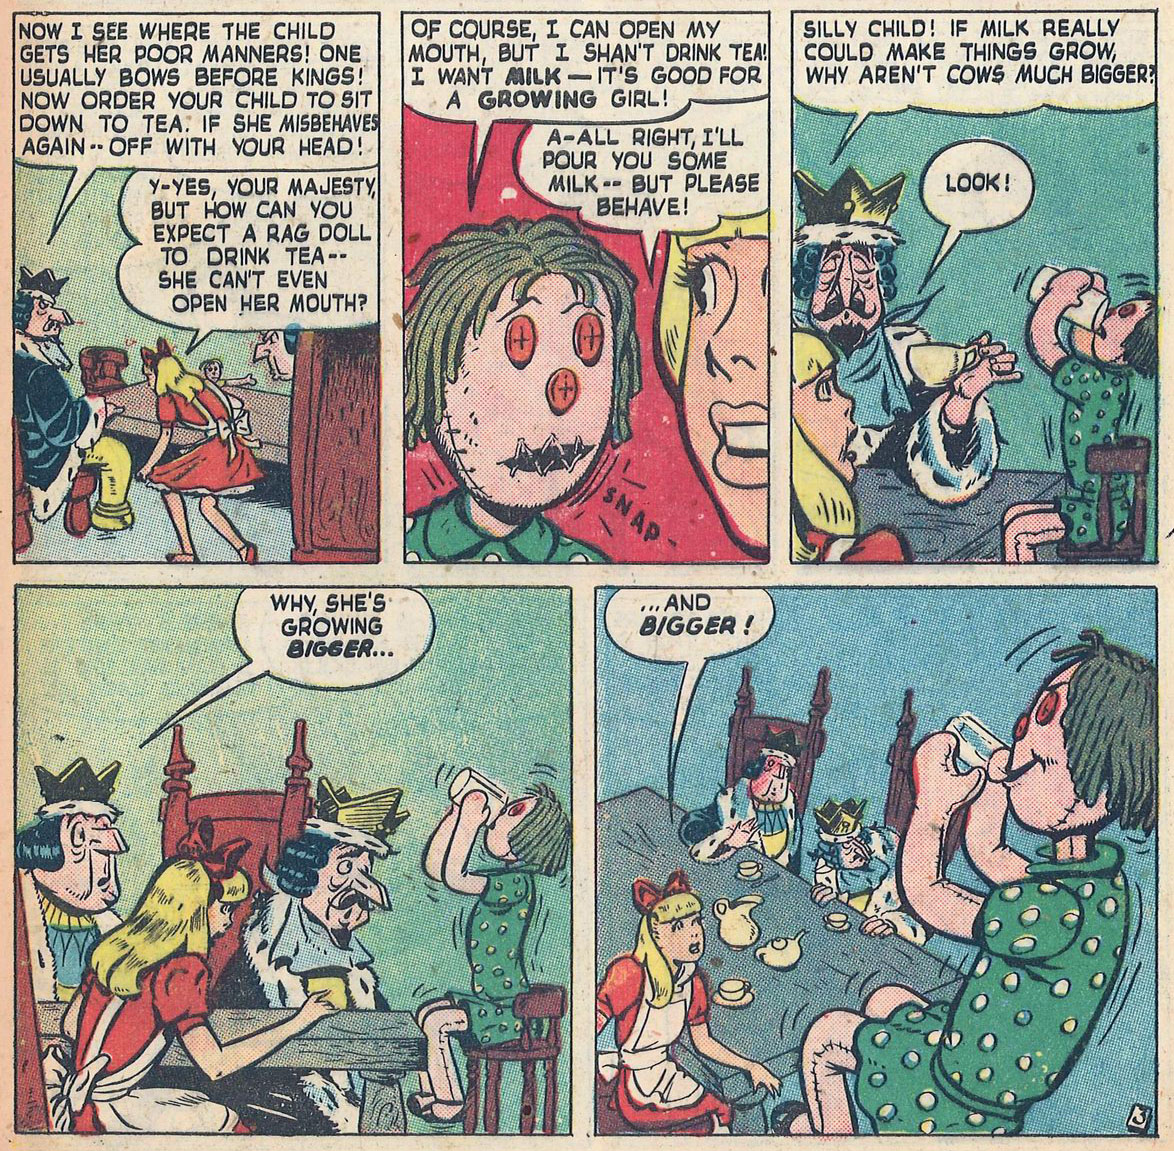 NOW I SEE WHERE THE CHILD
GETS HER POOR MANNERS! ONE
USUALLY BOWS BEFORE KINGS!
NOW ORDER YOUR CHILD TO SIT
DOWN TO TEA. IF SHE MISBEHAVES
AGAIN -- OFF WITH YOUR HEAD!
Y-YES, YOUR MAJESTY,
BUT HOW CAN YOU
EXPECT A RAG DOLL
TO DRINK TEA--
SHE CAN'T EVEN
OPEN HER MOUTH?
OF COURSE, I CAN OPEN MY
MOUTH, BUT I SHAN'T DRINK TEA!
I WANT MILK — IT'S GOOD FOR
A GROWING GIRL!
A-ALL RIGHT, I'LL
POUR YOU SOME
MILK -- BUT PLEASE
BEHAVE!
SNAP
SILLY CHILD! IF MILK REALLY
COULD MAKE THINGS GROW,
WHY AREN'T COWS MUCH BIGGER?
LOOK!
WHY, SHE'S
GROWING
BIGGER...
...AND
BIGGER!
3